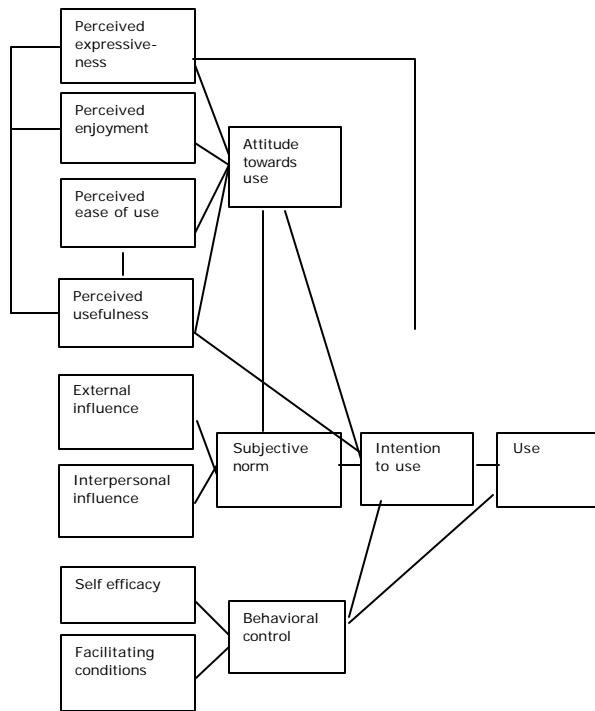 Perceived
expressive-
ness
Perceived
enjoyment
Attitude
towards
use
Perceived
ease of use
Perceived
usefulness
External
influence
Interpersonal
influence
Subjective
norm
Intention
to use
Use
Self efficacy
Facilitating
conditions
Behavioral
control